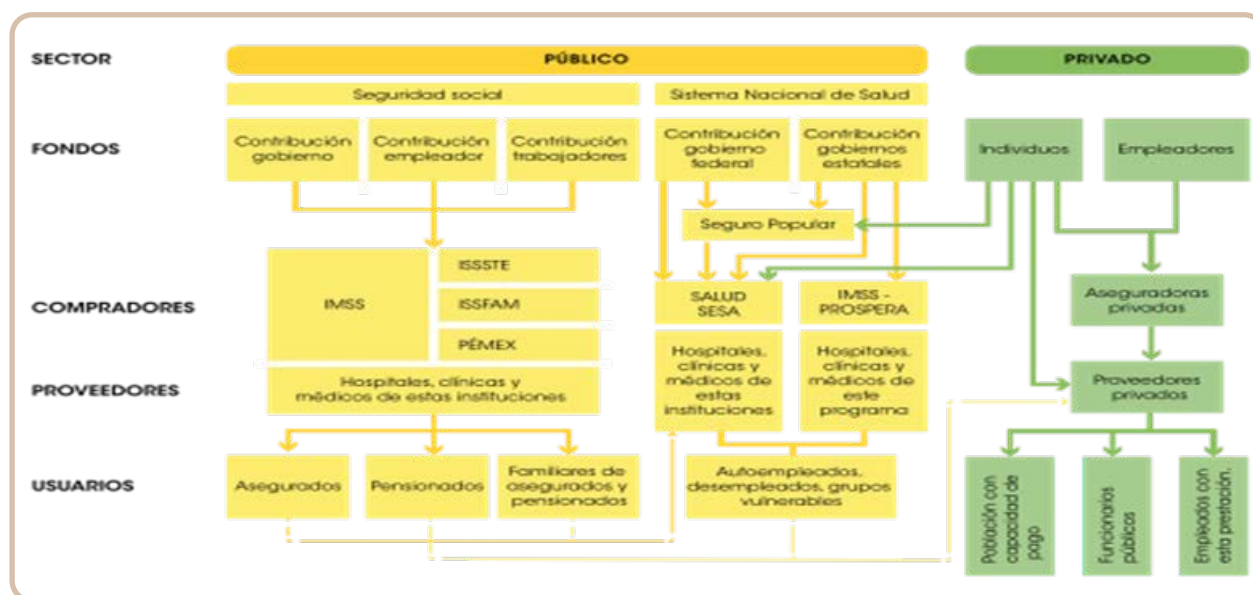 SECTOR
PÚBLICO
PRIVADO
Seguridad social
Sistema Nacional de Salud
FONDOS
Contribución
gobierno
Contribución
empleador
Contribución
trabajadores
Contribución
gobierno
federal
Contribución
gobiernos
estatales
Individuos
Empleadores
Seguro Popular
COMPRADORES
IMSS
ISSSTE
ISSFAM
PÉMEX
SALUD
SESA
IMSS -
PROSPERA
Aseguradoras
privadas
PROVEEDORES
Hospitales, clínicas y
médicos de estas instituciones
Hospitales,
clínicas y
médicos de
estas
instituciones
Hospitales,
clínicas y
médicos de
este
programa
Proveedores
privados
USUARIOS
Asegurados
Pensionados
Familiares de
asegurados y
pensionados
Autoempleados,
desempleados, grupos
vulnerables
Población con
capacidad de
pago
Funcionarios
públicos
Empleados con
esta prestación.